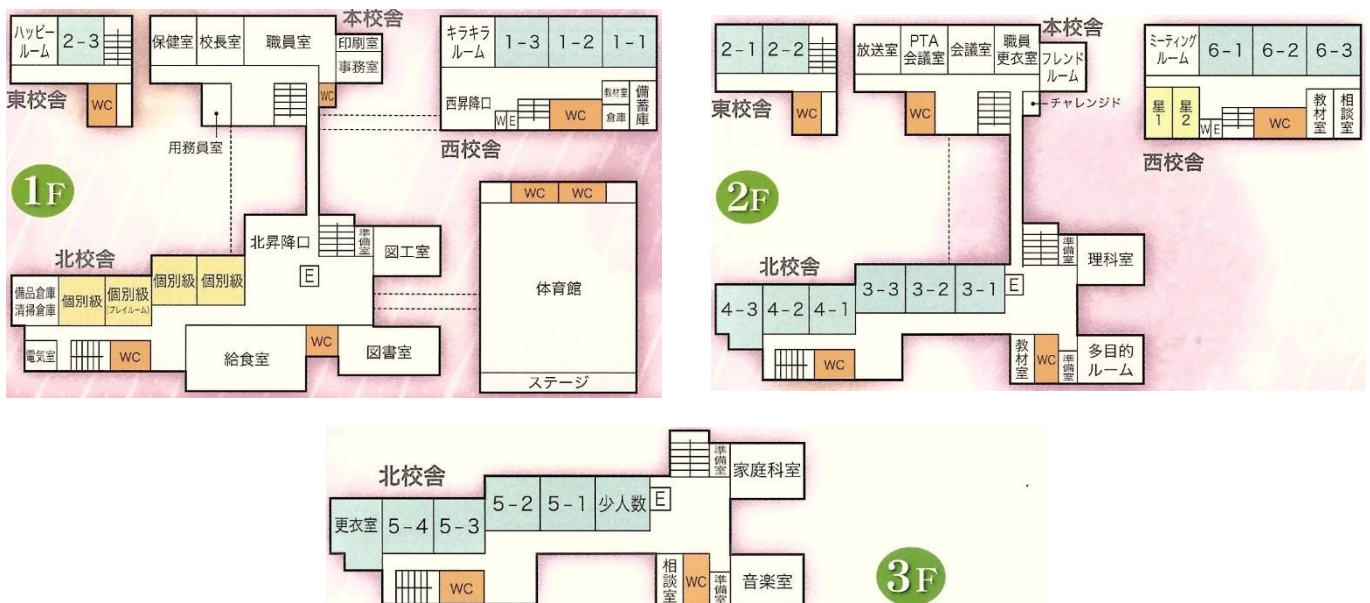 本校舎
ハッピー
ルーム
2-3
保健室
校長室
職員室
印刷室
事務室
キラキラ
ルーム
1-3
1-2
1-1
東校舎
WC
WC
西昇降口
W
E
WC
教材室
倉庫
備蓄庫
用務員室
西校舎
1F
WC
WC
北昇降口
準備室
図工室
E
北校舎
備品倉庫
清掃倉庫
個別級
個別級
(プレイルーム)
個別級
個別級
体育館
電気室
WC
給食室
WC
図書室
ステージ
本校舎
2-1
2-2
放送室
PTA
会議室
会議室
職員
更衣室
フレンド
ルーム
ミーティング
ルーム
6-1
6-2
6-3
東校舎
WC
WC
チャレンジド
星1
星2
W
E
WC
教材室
相談室
西校舎
2F
準備室
理科室
北校舎
4-3
4-2
4-1
3-3
3-2
3-1
E
WC
教材室
WC
準備室
多目的
ルーム
北校舎
準備室
家庭科室
更衣室
5-4
5-3
5-2
5-1
少人数
E
WC
相談室
WC
準備室
音楽室
3F